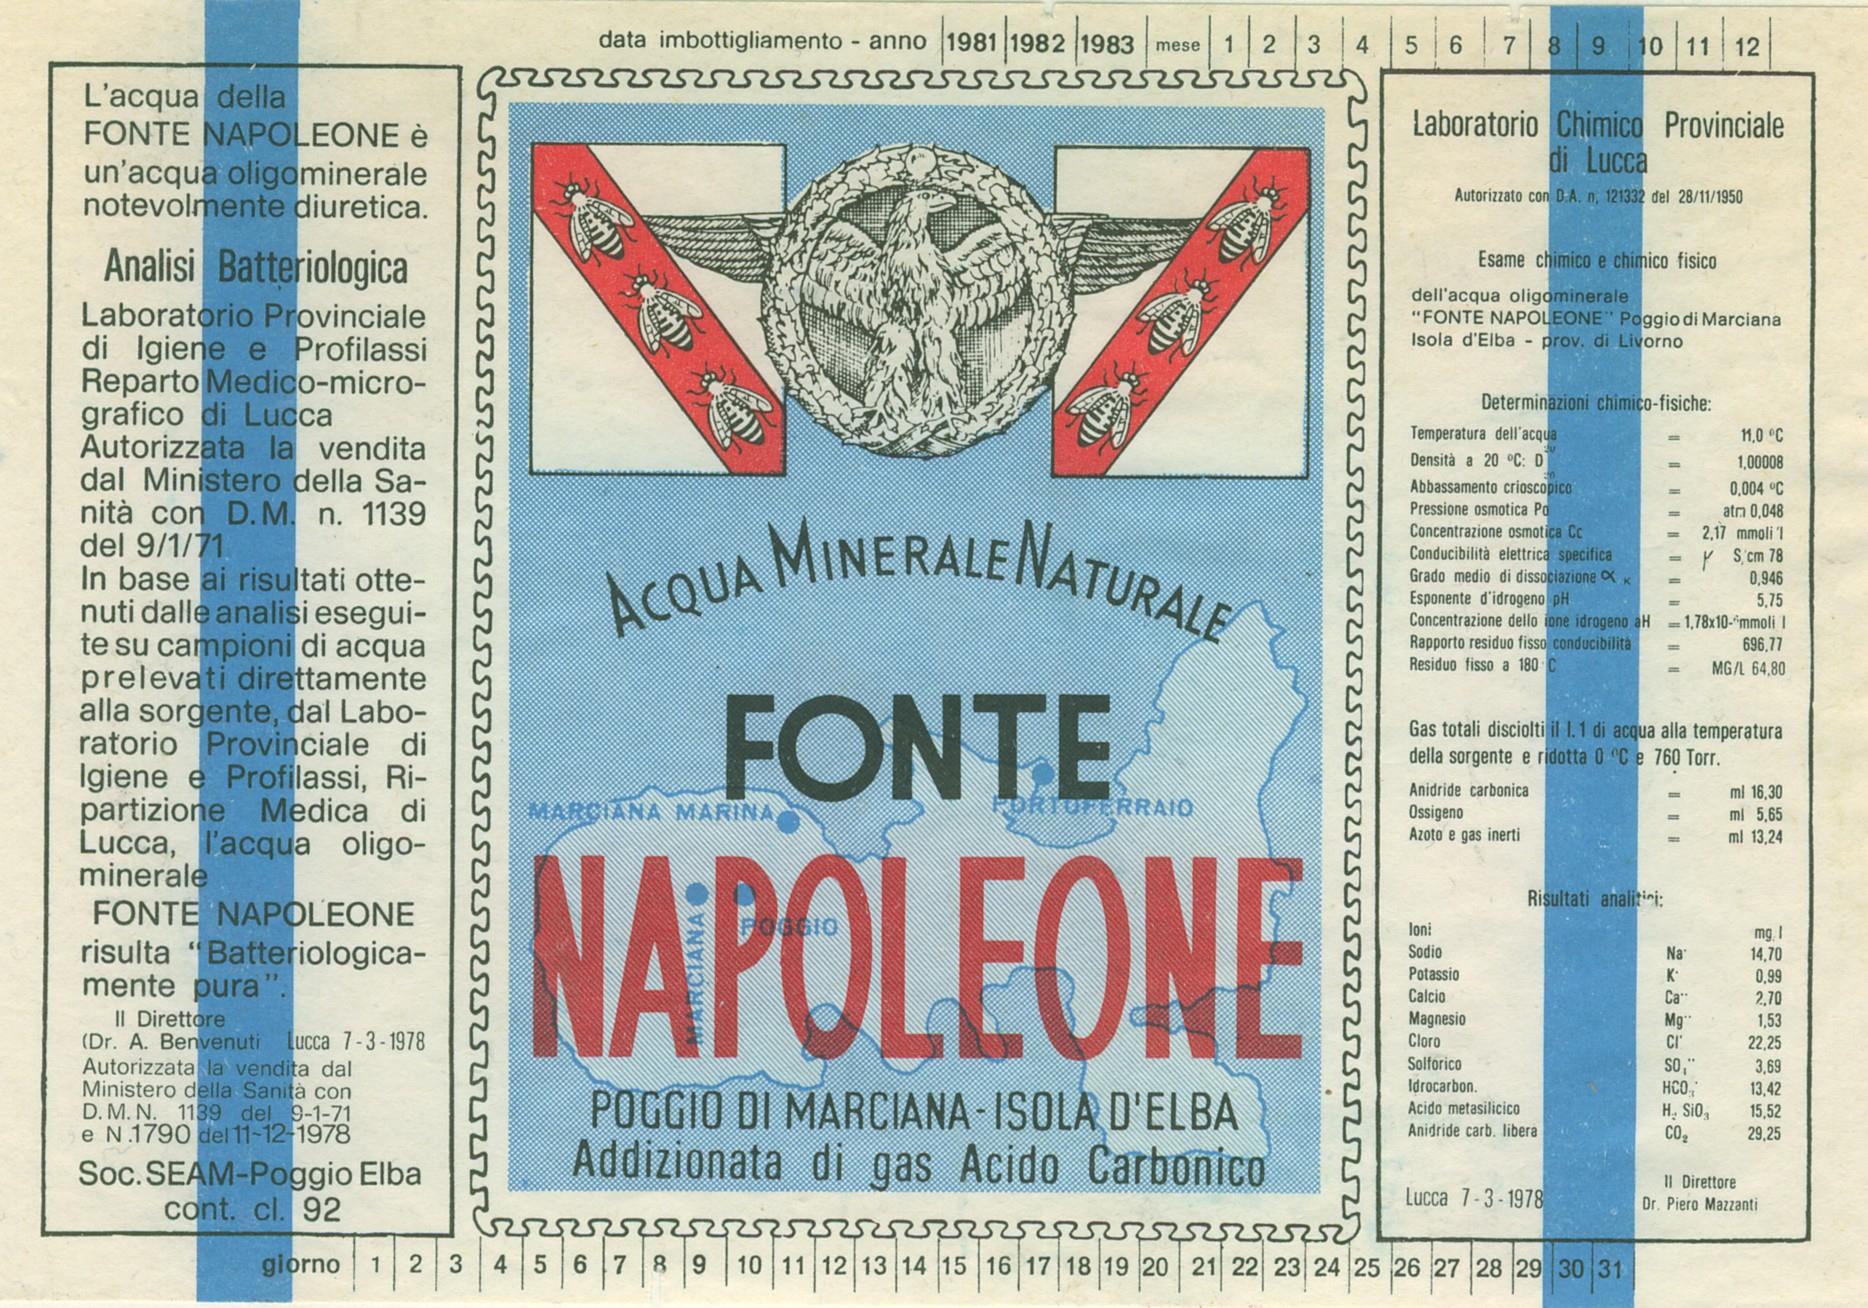 data imbottigliamento - anno 1981 1982 1983 mese 1 2 3 4 5 6 7 8 9 10 11 12
L'acqua della
FONTE NAPOLEONE è
un'acqua oligominerale
notevolmente diuretica.
Analisi Batteriologica
Laboratorio Provinciale
di Igiene e Profilassi
Reparto Medico-micro-
grafico di Lucca
Autorizzata la vendita
dal Ministero della Sa-
nità con D.M. n. 1139
del 9/1/71
In base ai risultati otte-
nuti dalle analisi esegui-
te su campioni di acqua
prelevati direttamente
alla sorgente, dal Labo-
ratorio Provinciale di
Igiene e Profilassi, Ri-
partizione Medica di
Lucca, l'acqua oligo-
minerale
FONTE NAPOLEONE
risulta "Batteriologica-
mente pura".
Il Direttore
(Dr. A. Benvenuti Lucca 7-3-1978
Autorizzata la vendita dal
Ministero della Sanità con
D.M.N. 1139 del 9-1-71
e N.1790 del 11-12-1978
Soc. SEAM-Poggio Elba
cont. cl. 92
ACQUA MINERALE NATURALE
FONTE
MARCIANA MARINA
PORTOFERRAIO
NAPOLEONE
MARCIANA
POGGIO
POGGIO DI MARCIANA-ISOLA D'ELBA
Addizionata di gas Acido Carbonico
Laboratorio Chimico Provinciale
di Lucca
Autorizzato con D.A. n, 121332 del 28/11/1950
Esame chimico e chimico fisico
dell'acqua oligominerale
"FONTE NAPOLEONE" Poggio di Marciana
Isola d'Elba - prov. di Livorno
Determinazioni chimico-fisiche:
Temperatura dell'acqua = 11,0 °C
Densità a 20 °C: D = 1,00008
Abbassamento crioscopico = 0,004 °C
Pressione osmotica Po = atm 0,048
Concentrazione osmotica Cc = 2,17 mmoli l
Conducibilità elettrica specifica = S cm 78
Grado medio di dissociazione ∝ K = 0,946
Esponente d'idrogeno pH = 5,75
Concentrazione dello ione idrogeno aH = 1,78x10- mmoli l
Rapporto residuo fisso conducibilità = 696,77
Residuo fisso a 180 C = MG/L 64,80
Gas totali disciolti il l. 1 di acqua alla temperatura
della sorgente e ridotta 0 °C e 760 Torr.
Anidride carbonica = ml 16,30
Ossigeno = ml 5,65
Azoto e gas inerti = ml 13,24
Risultati analitici:
Ioni mg. l
Sodio Na· 14,70
Potassio K· 0,99
Calcio Ca·· 2,70
Magnesio Mg·· 1,53
Cloro Cl' 22,25
Solforico SO₄'' 3,69
Idrocarbon. HCO₃' 13,42
Acido metasilicico H₂ SiO₃ 15,52
Anidride carb. libera CO₂ 29,25
Lucca 7-3-1978
Il Direttore
Dr. Piero Mazzanti
giorno 1 2 3 4 5 6 7 8 9 10 11 12 13 14 15 16 17 18 19 20 21 22 23 24 25 26 27 28 29 30 31